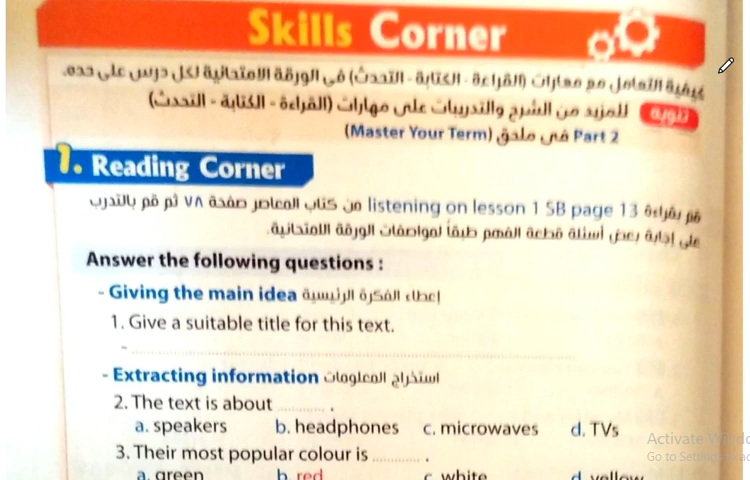 Skills Corner
كيفية التعامل مع مهارات (القراءة - الكتابة - التحدث) فى الورقة الامتحانية لكل درس على حده.
تنويه للمزيد من الشرح والتدريبات على مهارات (القراءة - الكتابة - التحدث)
Part 2 فى ملحق (Master Your Term)
1. Reading Corner
قم بقراءة listening on lesson 1 SB page 13 من كتاب المعاصر صفحة ٧٨ ثم قم بالتدرب
على إجابة بعض أسئلة قطعة الفهم طبقاً لمواصفات الورقة الامتحانية.
Answer the following questions :
- Giving the main idea إعطاء الفكرة الرئيسية
1. Give a suitable title for this text.
- ............
- Extracting information استخراج المعلومات
2. The text is about ............ .
a. speakers b. headphones c. microwaves d. TVs
3. Their most popular colour is ............ .
a. green b. red c. white d. yellow
Activate
Go to